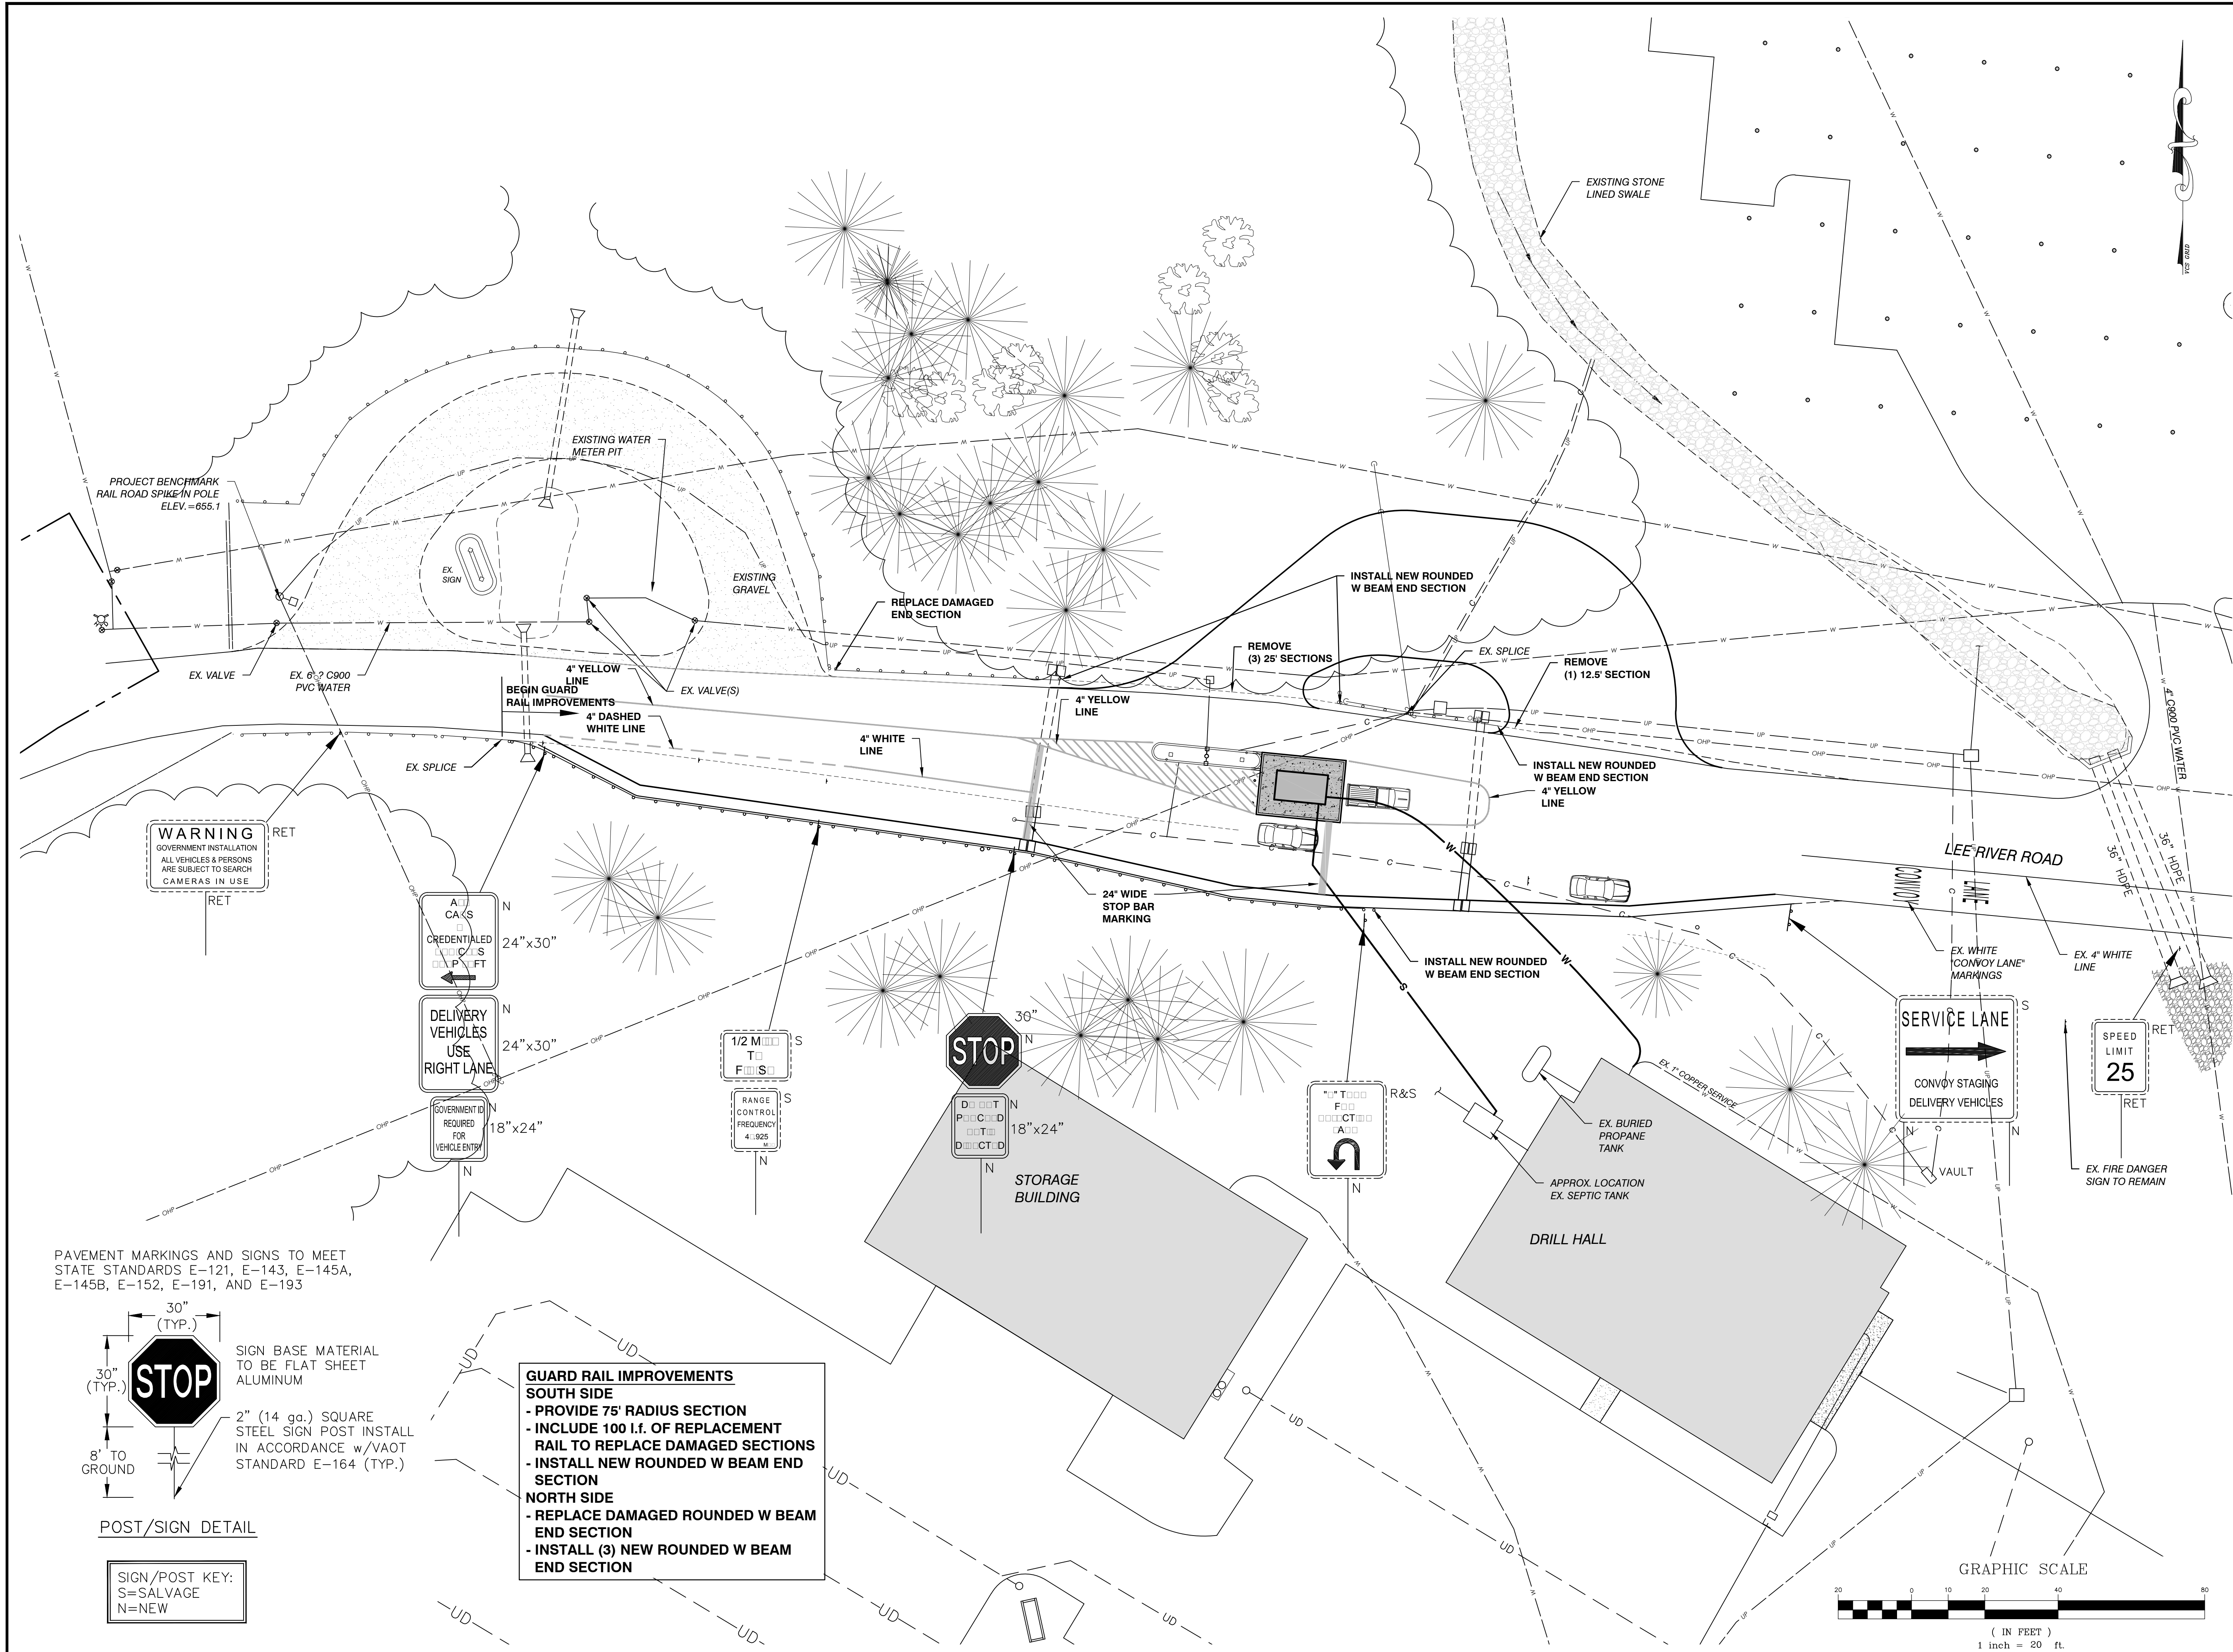 EXISTING STONE
LINED SWALE
VCS GRID
EXISTING WATER
METER PIT
PROJECT BENCHMARK
RAIL ROAD SPIKE IN POLE
ELEV.=655.1
EX.
SIGN
EXISTING
GRAVEL
REPLACE DAMAGED
END SECTION
INSTALL NEW ROUNDED
W BEAM END SECTION
REMOVE
(3) 25' SECTIONS
EX. SPLICE
REMOVE
(1) 12.5' SECTION
EX. VALVE
EX. 6"? C900
PVC WATER
4" YELLOW
LINE
BEGIN GUARD
RAIL IMPROVEMENTS
EX. VALVE(S)
4" DASHED
WHITE LINE
4" YELLOW
LINE
4" WHITE
LINE
EX. SPLICE
INSTALL NEW ROUNDED
W BEAM END SECTION
4" YELLOW
LINE
4" C900 PVC WATER
36" HDPE
36" HDPE
LEE RIVER ROAD
WARNING
GOVERNMENT INSTALLATION
ALL VEHICLES & PERSONS
ARE SUBJECT TO SEARCH
CAMERAS IN USE
RET
RET
24" WIDE
STOP BAR
MARKING
CREDENTIALED
N
24"x30"
DELIVERY
VEHICLES
USE
RIGHT LANE
N
24"x30"
GOVERNMENT ID
REQUIRED
FOR
VEHICLE ENTRY
N
18"x24"
N
1/2
S
RANGE
CONTROL
FREQUENCY
S
N
STOP
30"
N
N
18"x24"
N
STORAGE
BUILDING
INSTALL NEW ROUNDED
W BEAM END SECTION
R&S
N
EX. BURIED
PROPANE
TANK
APPROX. LOCATION
EX. SEPTIC TANK
EX. 1" COPPER SERVICE
DRILL HALL
EX. WHITE
"CONVOY LANE"
MARKINGS
EX. 4" WHITE
LINE
SERVICE LANE
CONVOY STAGING
DELIVERY VEHICLES
S
N
N
VAULT
SPEED
LIMIT
25
RET
RET
EX. FIRE DANGER
SIGN TO REMAIN
PAVEMENT MARKINGS AND SIGNS TO MEET
STATE STANDARDS E-121, E-143, E-145A,
E-145B, E-152, E-191, AND E-193
30"
(TYP.)
30"
(TYP.)
STOP
SIGN BASE MATERIAL
TO BE FLAT SHEET
ALUMINUM
8' TO
GROUND
2" (14 ga.) SQUARE
STEEL SIGN POST INSTALL
IN ACCORDANCE w/VAOT
STANDARD E-164 (TYP.)
POST/SIGN DETAIL
SIGN/POST KEY:
S=SALVAGE
N=NEW
GUARD RAIL IMPROVEMENTS
SOUTH SIDE
- PROVIDE 75' RADIUS SECTION
- INCLUDE 100 l.f. OF REPLACEMENT
RAIL TO REPLACE DAMAGED SECTIONS
- INSTALL NEW ROUNDED W BEAM END
SECTION
NORTH SIDE
- REPLACE DAMAGED ROUNDED W BEAM
END SECTION
- INSTALL (3) NEW ROUNDED W BEAM
END SECTION
GRAPHIC SCALE
20 0 10 20 40 80
( IN FEET )
1 inch = 20 ft.